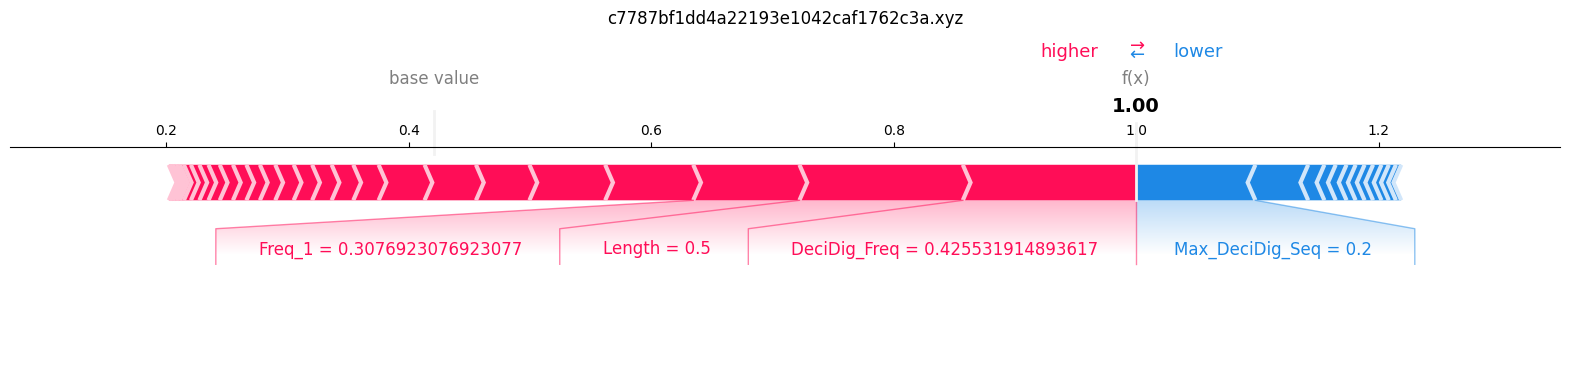 c7787bf1dd4a22193e1042caf1762c3a.xyz
higher ⇄ lower
base value f(x)
1.00
0.2 0.4 0.6 0.8 1.0 1.2
Freq_1 = 0.3076923076923077 Length = 0.5 DeciDig_Freq = 0.425531914893617 Max_DeciDig_Seq = 0.2